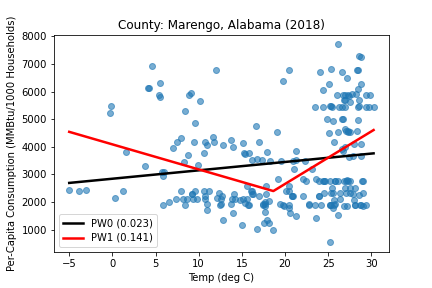 County: Marengo, Alabama (2018)
Per-Capita Consumption (MMBtu/1000 Households)
8000
7000
6000
5000
4000
3000
2000
1000
PW0 (0.023)
PW1 (0.141)
−5 0 5 10 15 20 25 30
Temp (deg C)